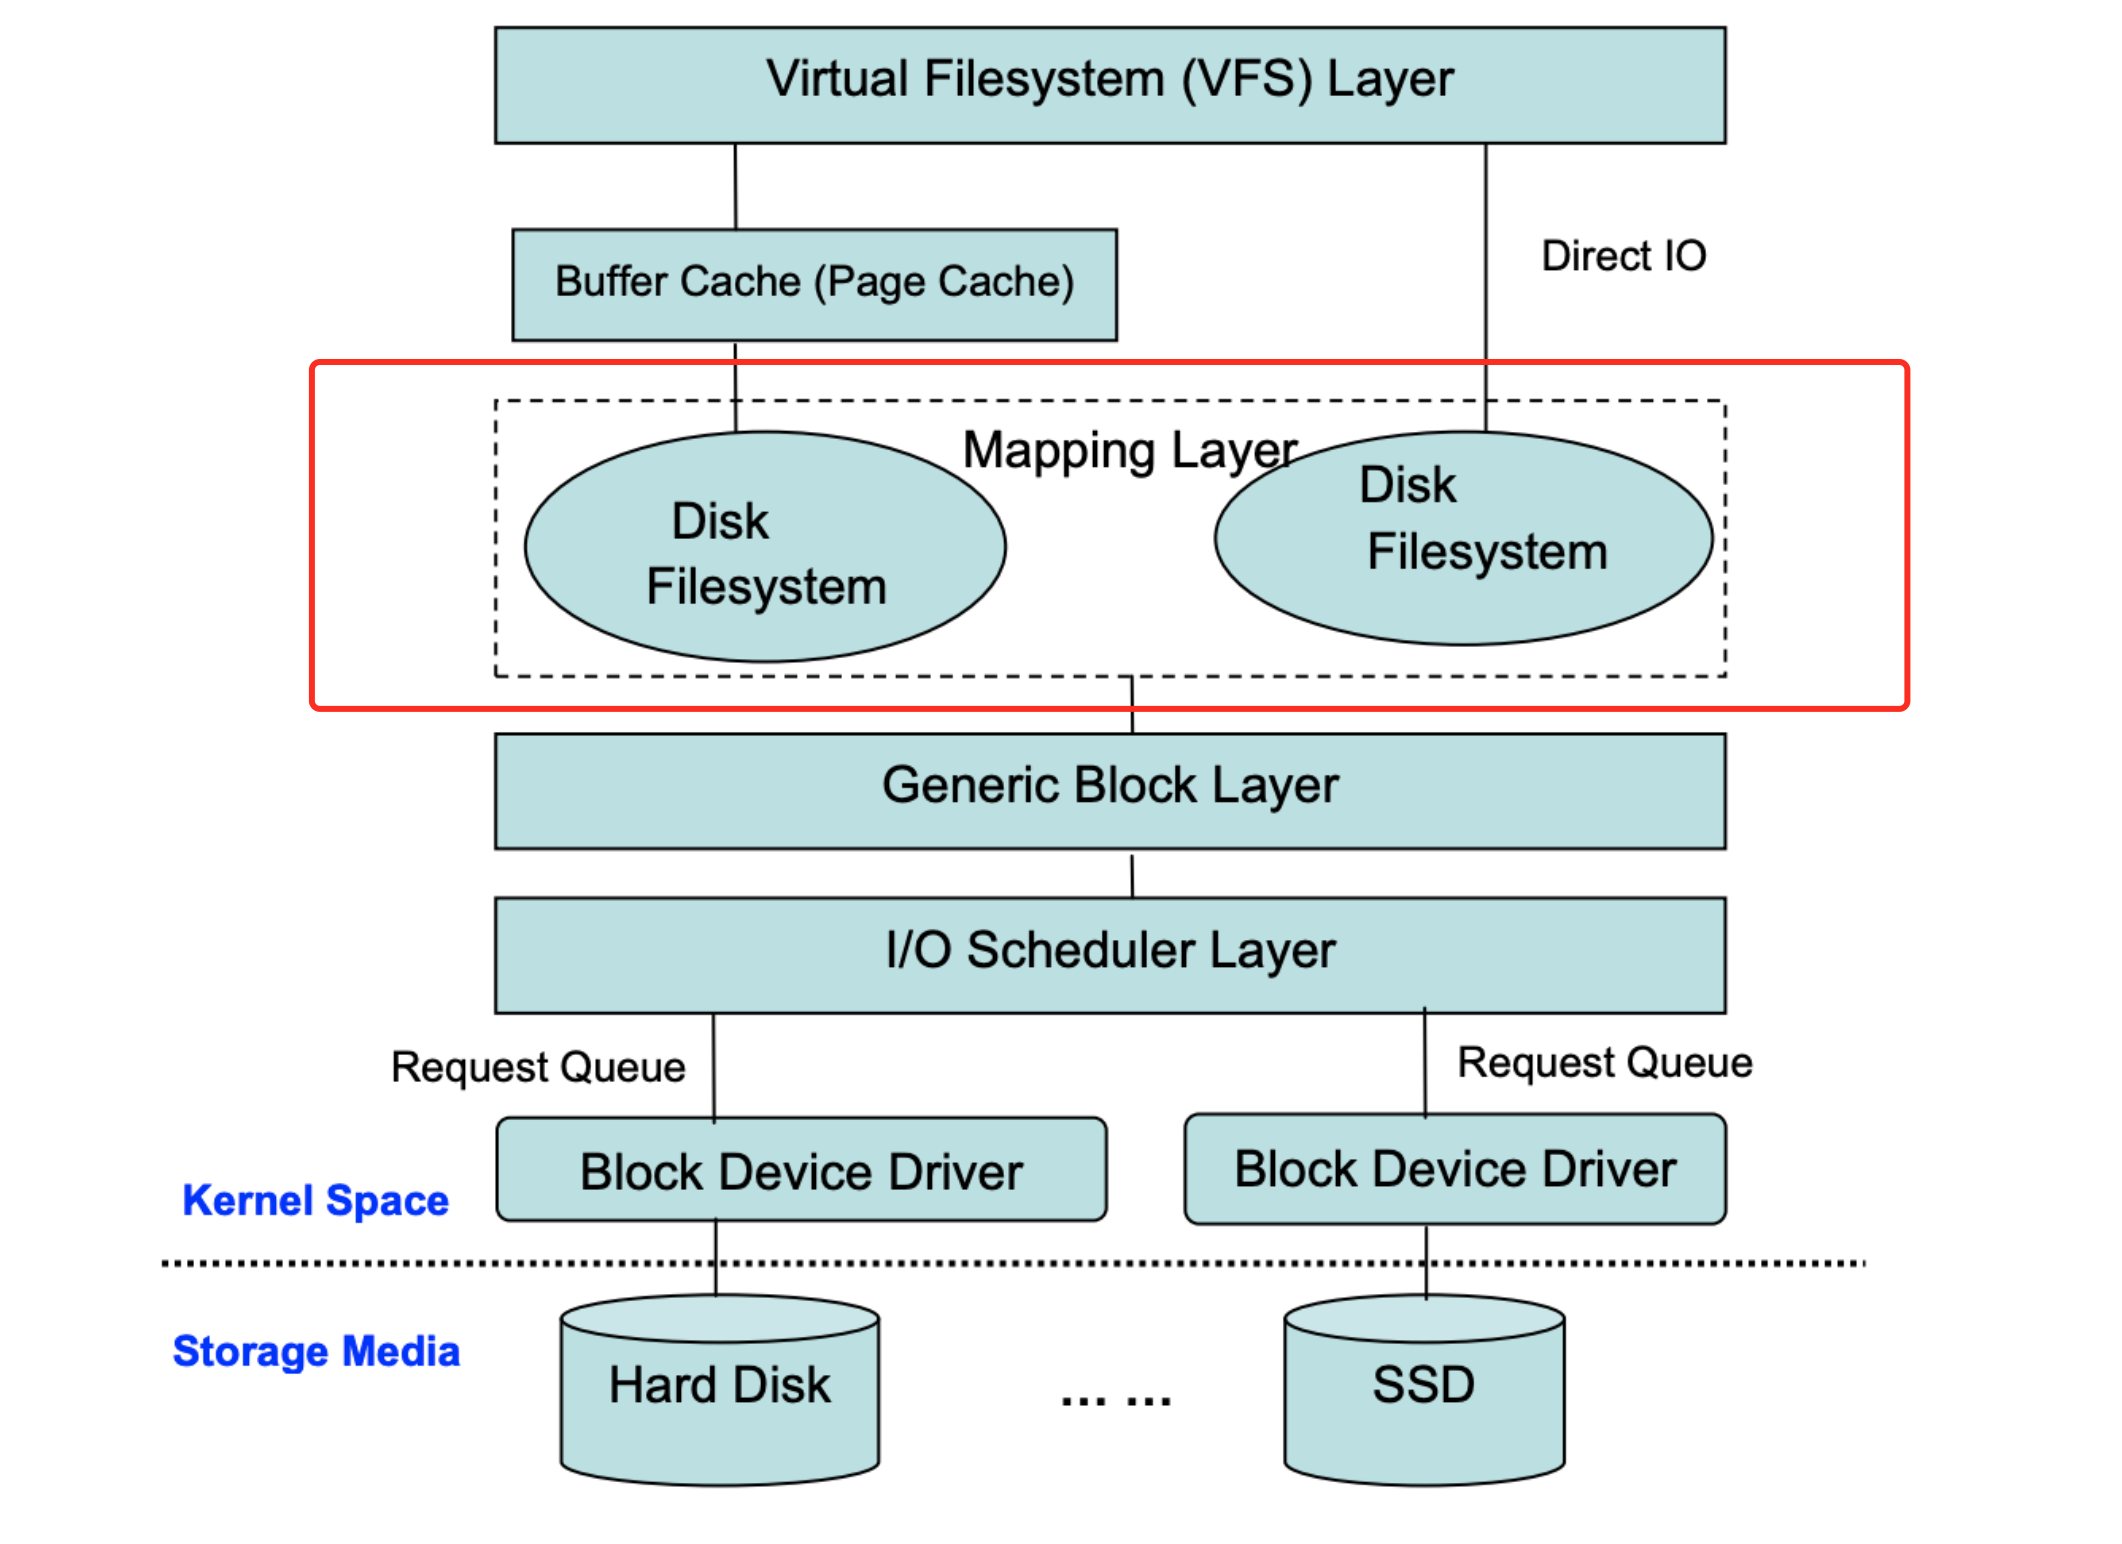 Virtual Filesystem (VFS) Layer
Buffer Cache (Page Cache)
Direct IO
Mapping Layer
Disk
Filesystem
Disk
Filesystem
Generic Block Layer
I/O Scheduler Layer
Request Queue
Request Queue
Block Device Driver
Block Device Driver
Kernel Space
Storage Media
Hard Disk
... ...
SSD